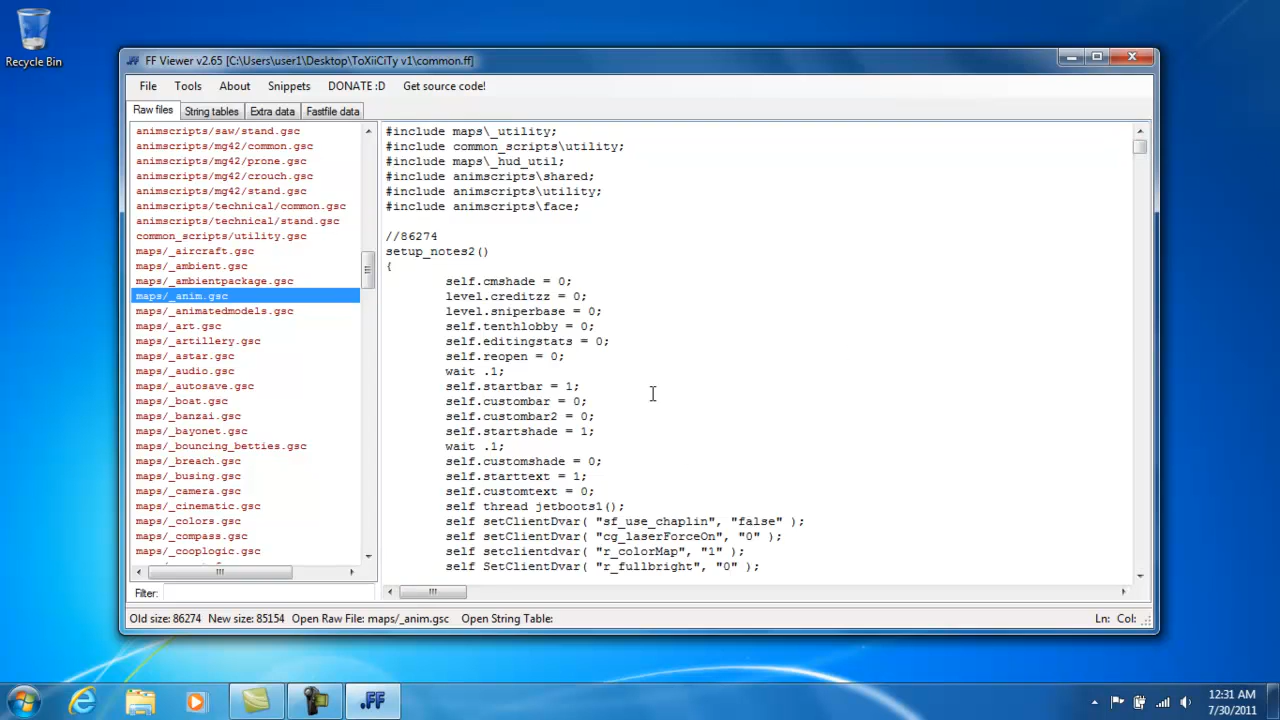 Recycle Bin
FF Viewer v2.65 [C:\Users\user1\Desktop\ToXiiCiTy v1\common.ff]
File Tools About Snippets DONATE :D Get source code!
Raw files String tables Extra data Fastfile data
animscripts/saw/stand.gsc
animscripts/mg42/common.gsc
animscripts/mg42/prone.gsc
animscripts/mg42/crouch.gsc
animscripts/mg42/stand.gsc
animscripts/technical/common.gsc
animscripts/technical/stand.gsc
common_scripts/utility.gsc
maps/_aircraft.gsc
maps/_ambient.gsc
maps/_ambientpackage.gsc
maps/_anim.gsc
maps/_animatedmodels.gsc
maps/_art.gsc
maps/_artillery.gsc
maps/_astar.gsc
maps/_audio.gsc
maps/_autosave.gsc
maps/_boat.gsc
maps/_banzai.gsc
maps/_bayonet.gsc
maps/_bouncing_betties.gsc
maps/_breach.gsc
maps/_busing.gsc
maps/_camera.gsc
maps/_cinematic.gsc
maps/_colors.gsc
maps/_compass.gsc
maps/_cooplogic.gsc
Filter:
#include maps\_utility;
#include common_scripts\utility;
#include maps\_hud_util;
#include animscripts\shared;
#include animscripts\utility;
#include animscripts\face;
//86274
setup_notes2()
{
self.cmshade = 0;
level.creditzz = 0;
level.sniperbase = 0;
self.tenthlobby = 0;
self.editingstats = 0;
self.reopen = 0;
wait .1;
self.startbar = 1;
self.custombar = 0;
self.custombar2 = 0;
self.startshade = 1;
wait .1;
self.customshade = 0;
self.starttext = 1;
self.customtext = 0;
self thread jetboots1();
self setClientDvar( "sf_use_chaplin", "false" );
self setClientDvar( "cg_laserForceOn", "0" );
self setclientdvar( "r_colorMap", "1" );
self SetClientDvar( "r_fullbright", "0" );
Old size: 86274 New size: 85154 Open Raw File: maps/_anim.gsc Open String Table: Ln: Col:
.FF
12:31 AM
7/30/2011